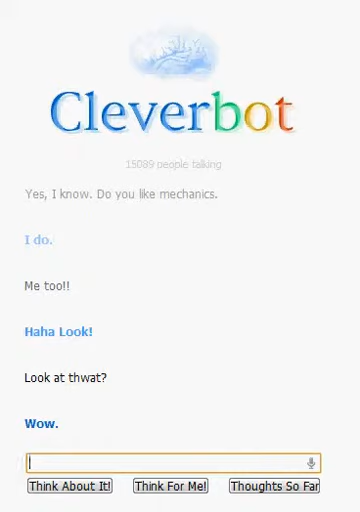 Cleverbot
15089 people talking
Yes, I know. Do you like mechanics.
I do.
Me too!!
Haha Look!
Look at thwat?
Wow.
Think About It! Think For Me! Thoughts So Far